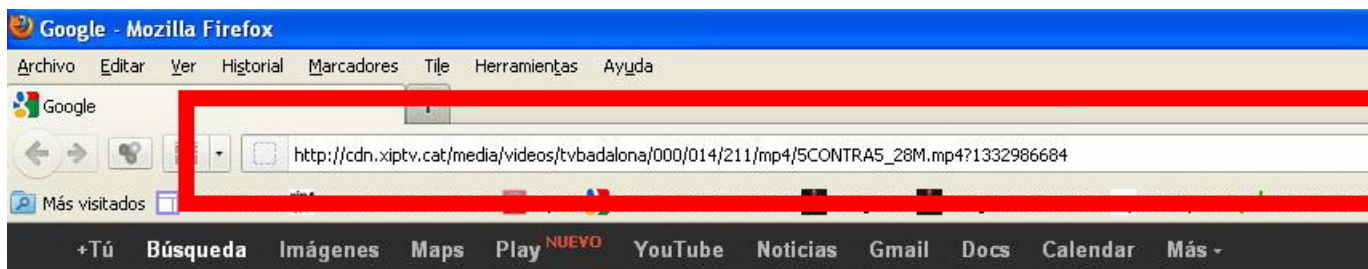 Google - Mozilla Firefox
Archivo Editar Ver Historial Marcadores Tile Herramientas Ayuda
Google
http://cdn.xiptv.cat/media/videos/tvbadalona/000/014/211/mp4/5CONTRA5_28M.mp4?1332986684
Más visitados
+Tú Búsqueda Imágenes Maps Play NUEVO YouTube Noticias Gmail Docs Calendar Más